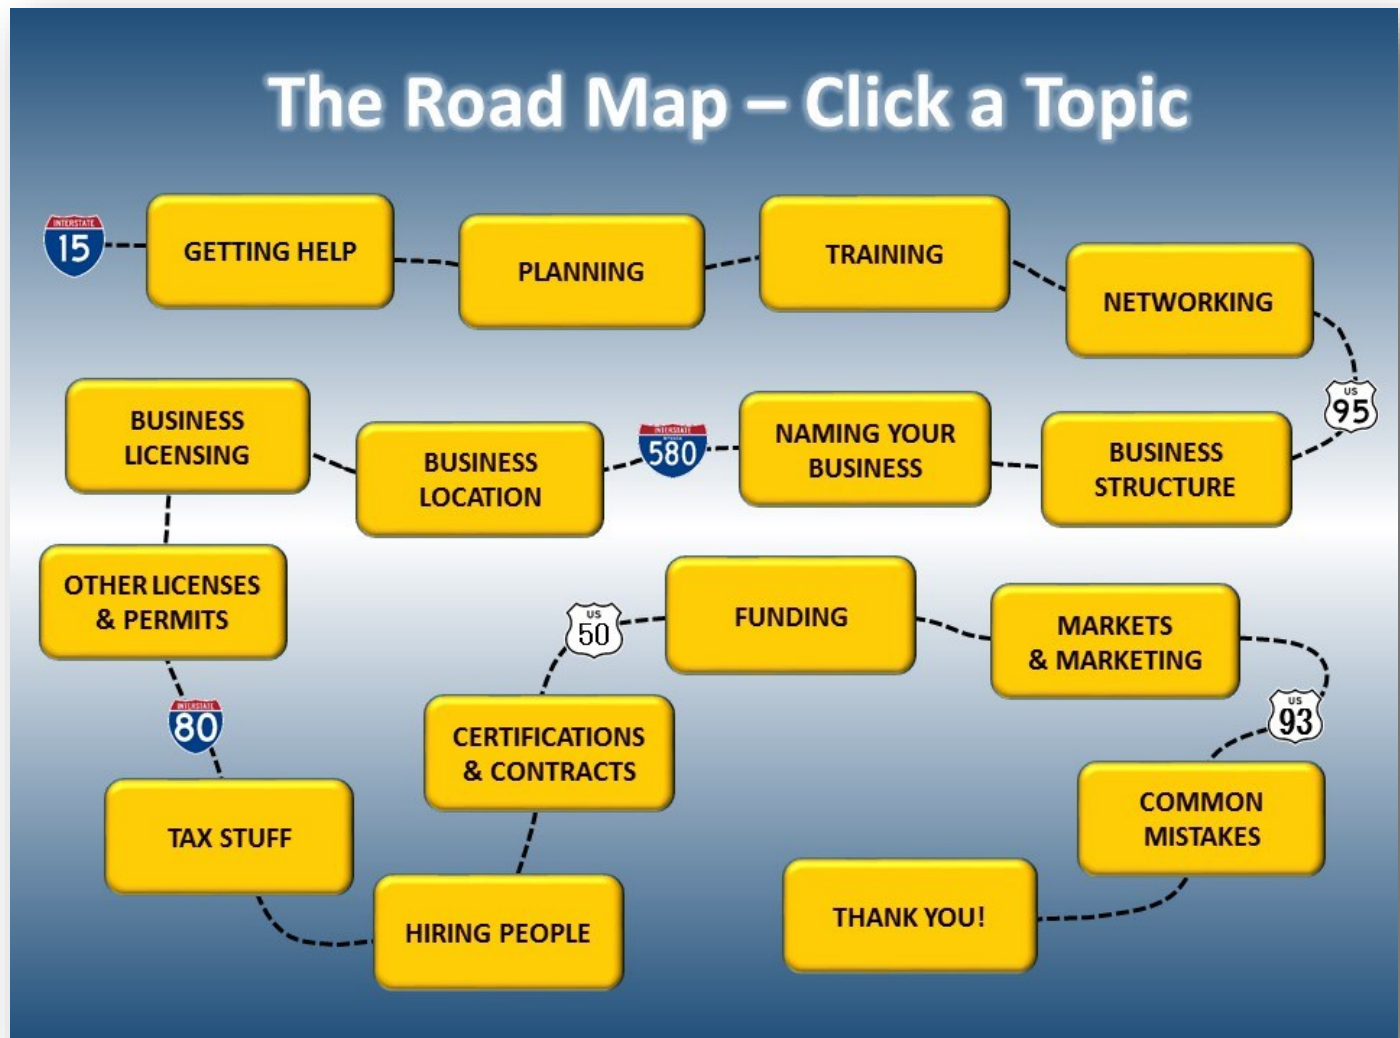 The Road Map – Click a Topic
INTERSTATE
15
GETTING HELP
PLANNING
TRAINING
NETWORKING
US
95
BUSINESS
STRUCTURE
NAMING YOUR
BUSINESS
INTERSTATE
580
BUSINESS
LOCATION
BUSINESS
LICENSING
OTHER LICENSES
& PERMITS
INTERSTATE
80
TAX STUFF
HIRING PEOPLE
CERTIFICATIONS
& CONTRACTS
US
50
FUNDING
MARKETS
& MARKETING
US
93
COMMON
MISTAKES
THANK YOU!